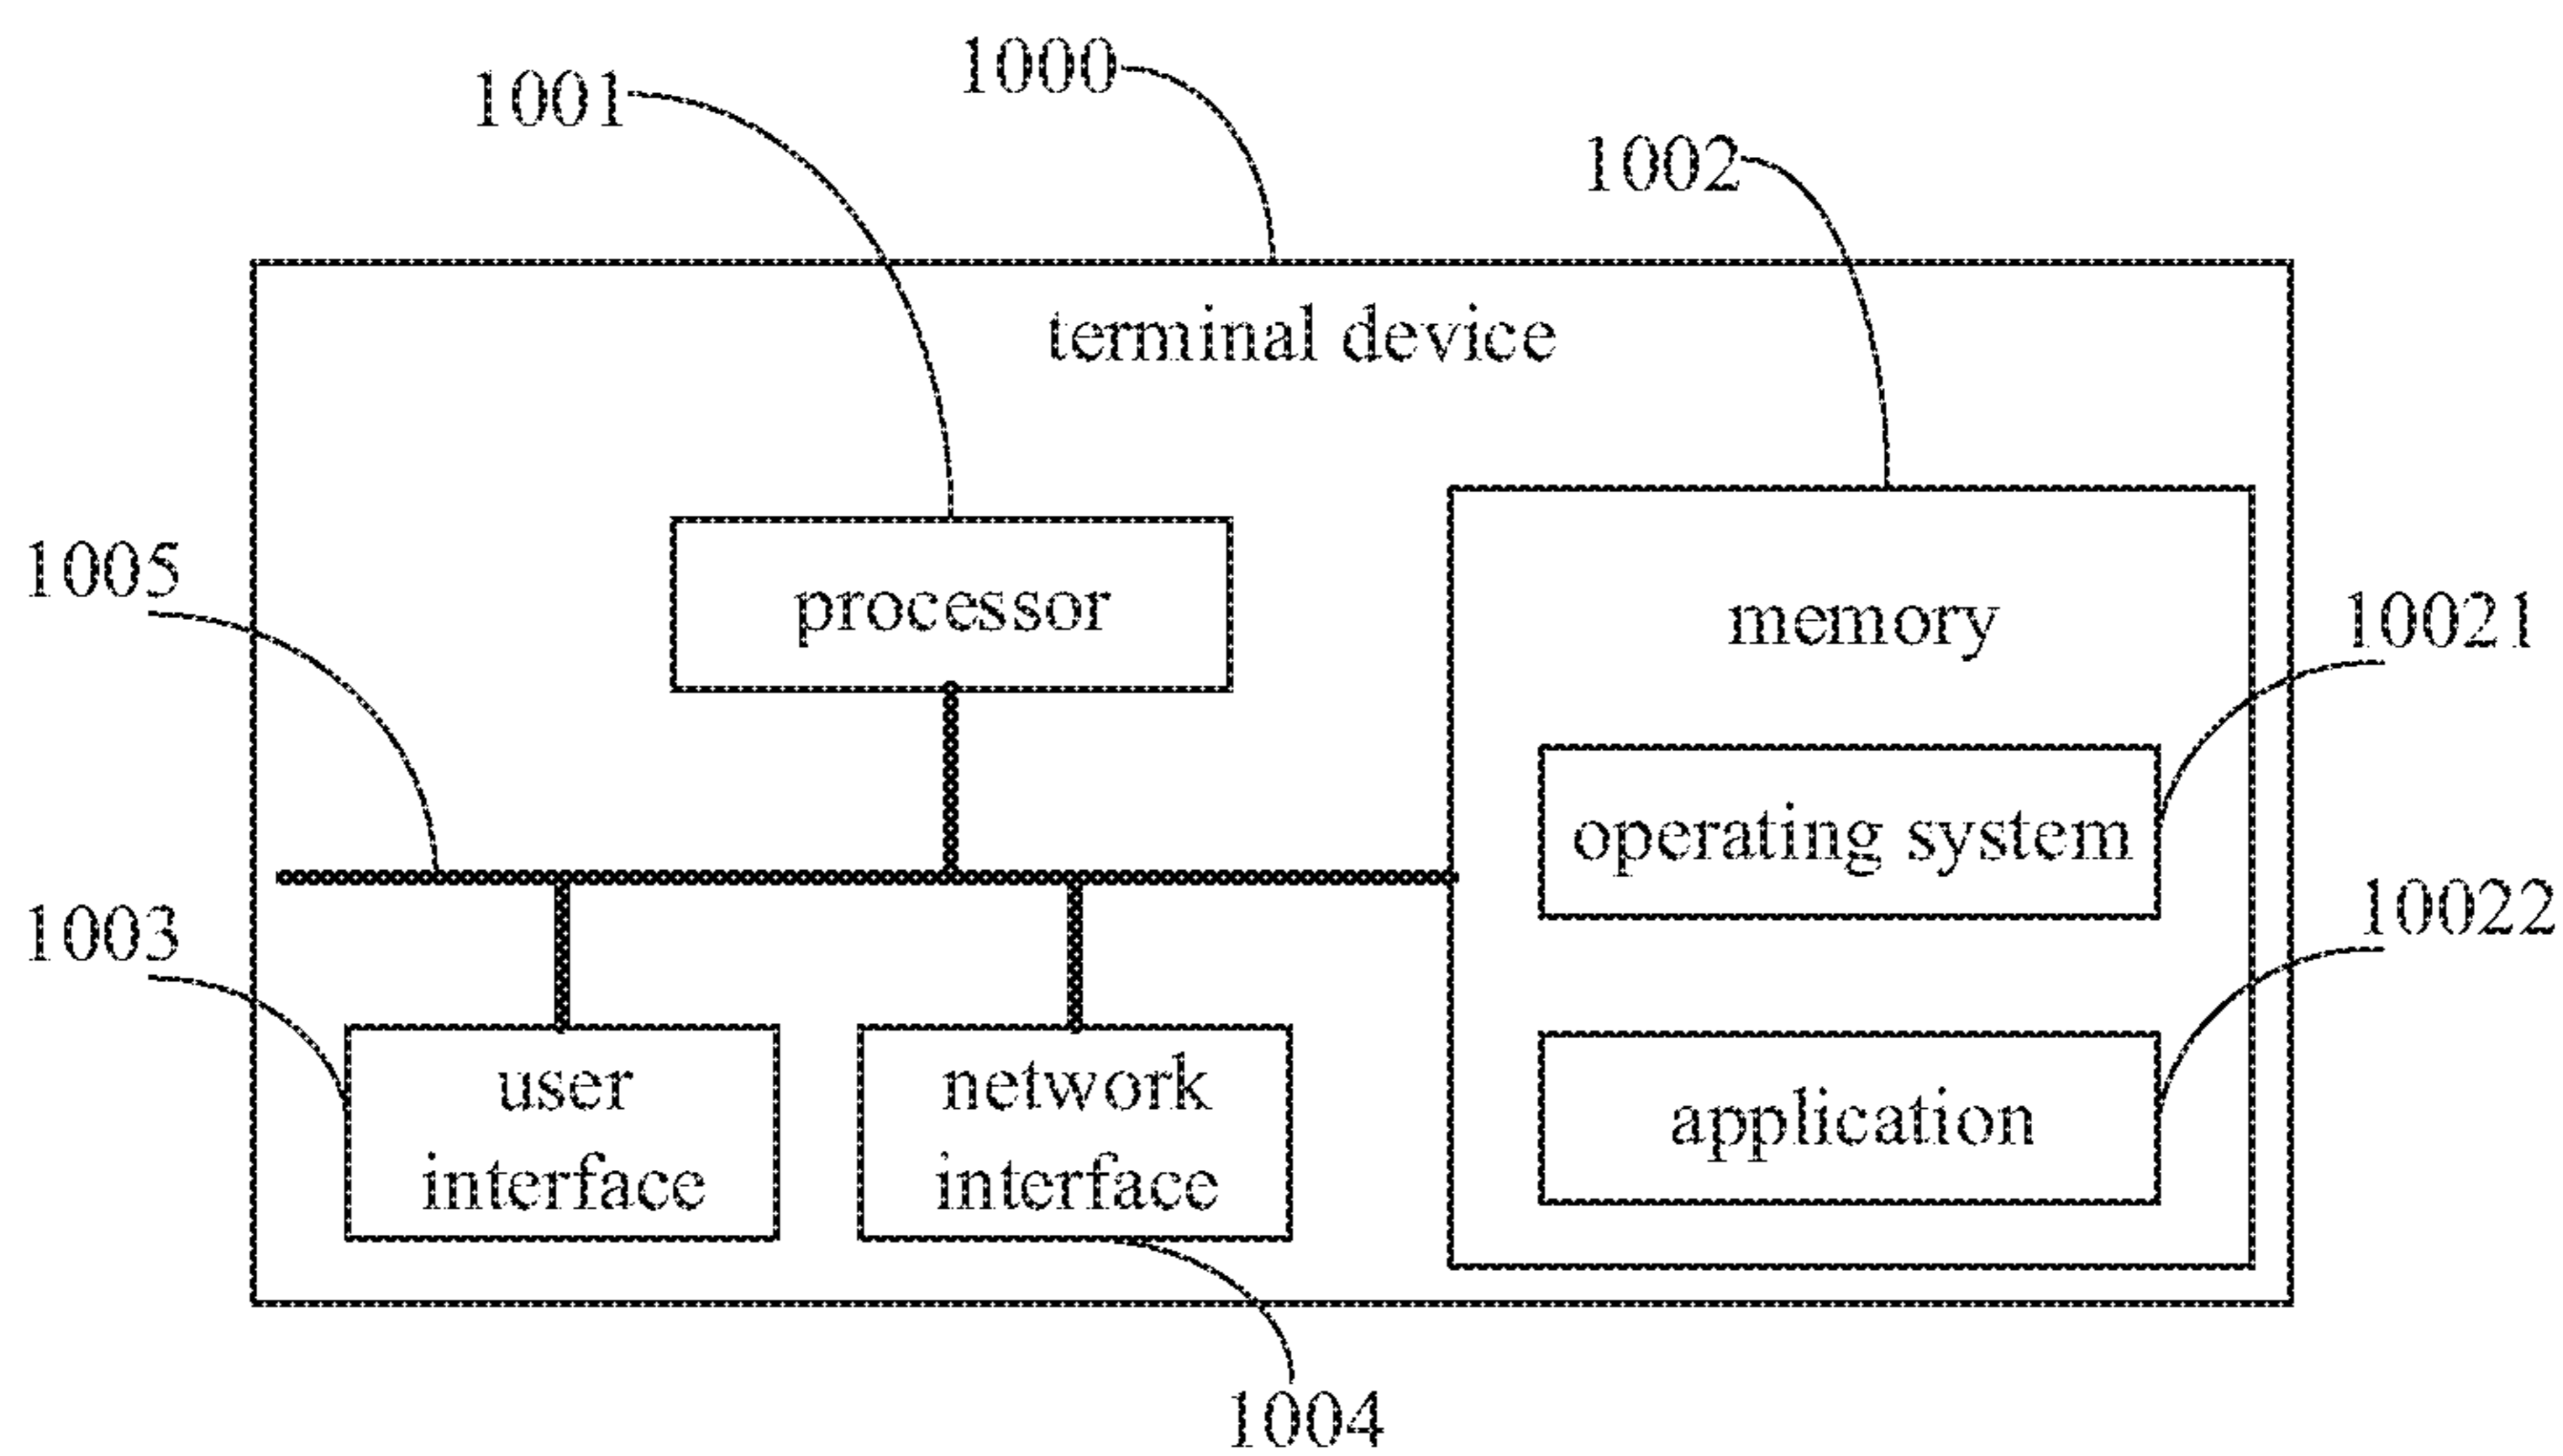 1000
1001
1002
terminal device
1005
processor
memory
10021
operating system
10022
1003
user
interface
network
interface
application
1004